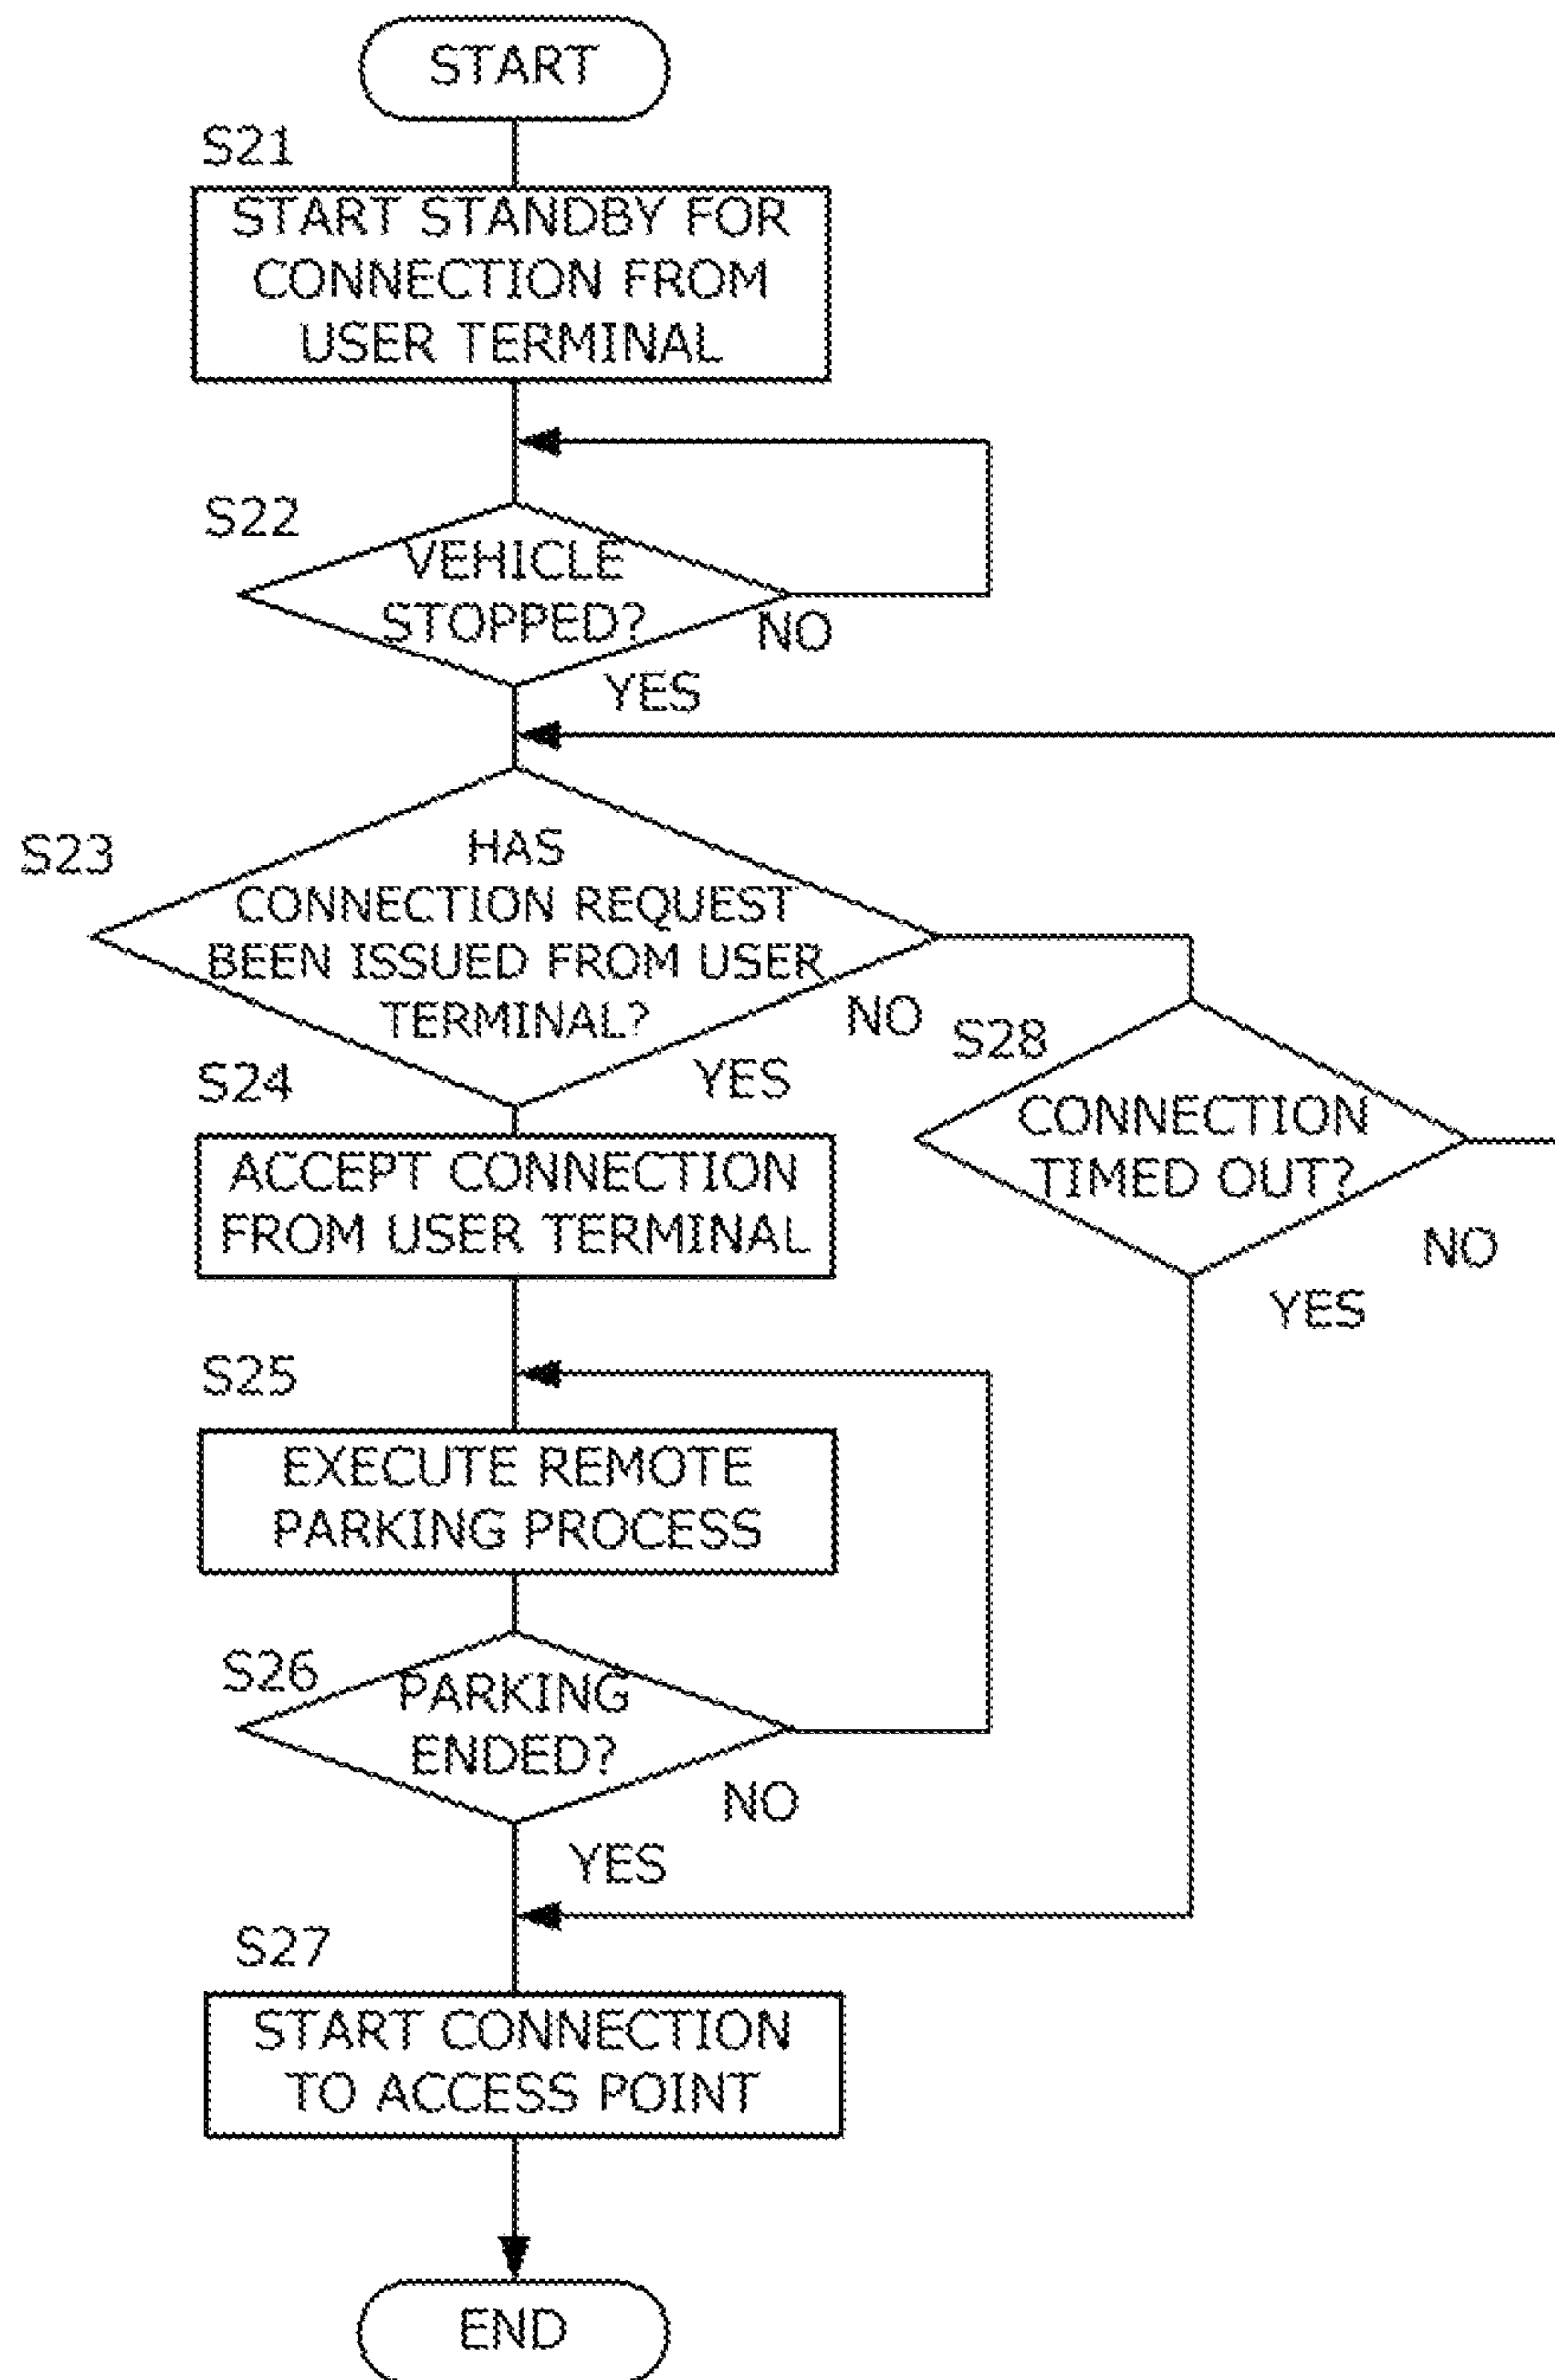 START
S21
START STANDBY FOR
CONNECTION FROM
USER TERMINAL
S22
VEHICLE
STOPPED?
NO
YES
S23
HAS
CONNECTION REQUEST
BEEN ISSUED FROM USER
TERMINAL?
NO
YES
S28
CONNECTION
TIMED OUT?
NO
YES
S24
ACCEPT CONNECTION
FROM USER TERMINAL
S25
EXECUTE REMOTE
PARKING PROCESS
S26
PARKING
ENDED?
NO
YES
S27
START CONNECTION
TO ACCESS POINT
END